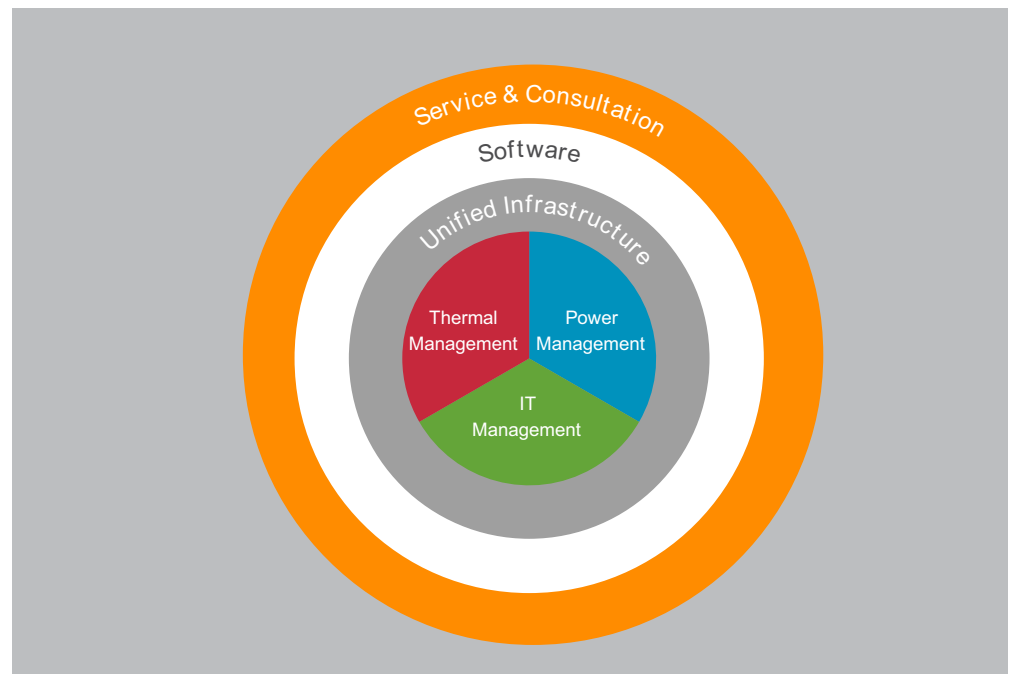 Service & Consultation
Software
Unified Infrastructure
Thermal
Management
Power
Management
IT
Management